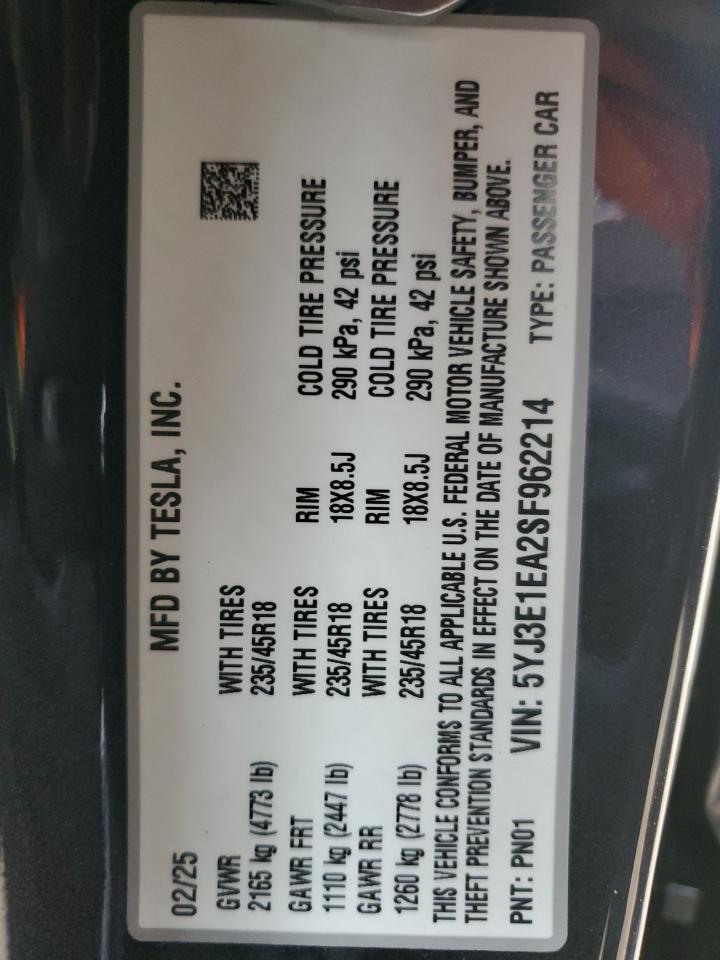 MFD BY TESLA, INC.
02/25
GVWR WITH TIRES
2165 kg (4773 lb) 235/45R18
GAWR FRT WITH TIRES RIM COLD TIRE PRESSURE
1110 kg (2447 lb) 235/45R18 18X8.5J 290 kPa, 42 psi
GAWR RR WITH TIRES RIM COLD TIRE PRESSURE
1260 kg (2778 lb) 235/45R18 18X8.5J 290 kPa, 42 psi
THIS VEHICLE CONFORMS TO ALL APPLICABLE U.S. FEDERAL MOTOR VEHICLE SAFETY, BUMPER, AND
THEFT PREVENTION STANDARDS IN EFFECT ON THE DATE OF MANUFACTURE SHOWN ABOVE.
PNT: PN01 VIN: 5YJ3E1EA2SF962214 TYPE: PASSENGER CAR